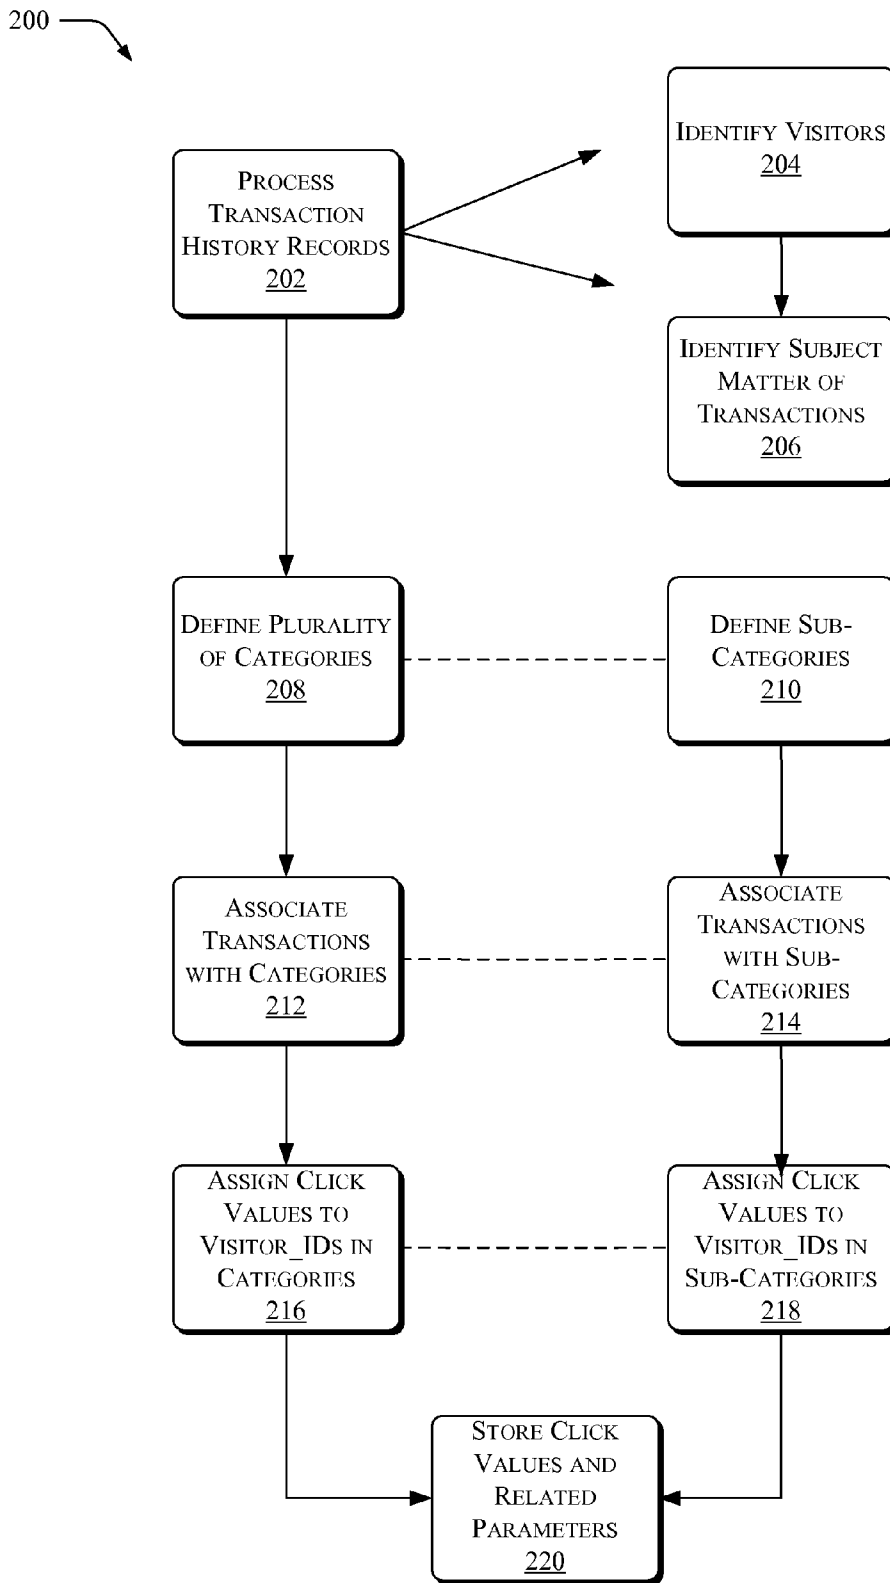 200
PROCESS
TRANSACTION
HISTORY RECORDS
202
IDENTIFY VISITORS
204
IDENTIFY SUBJECT
MATTER OF
TRANSACTIONS
206
DEFINE PLURALITY
OF CATEGORIES
208
DEFINE SUB-
CATEGORIES
210
ASSOCIATE
TRANSACTIONS
WITH CATEGORIES
212
ASSOCIATE
TRANSACTIONS
WITH SUB-
CATEGORIES
214
ASSIGN CLICK
VALUES TO
VISITOR_IDS IN
CATEGORIES
216
ASSIGN CLICK
VALUES TO
VISITOR_IDS IN
SUB-CATEGORIES
218
STORE CLICK
VALUES AND
RELATED
PARAMETERS
220